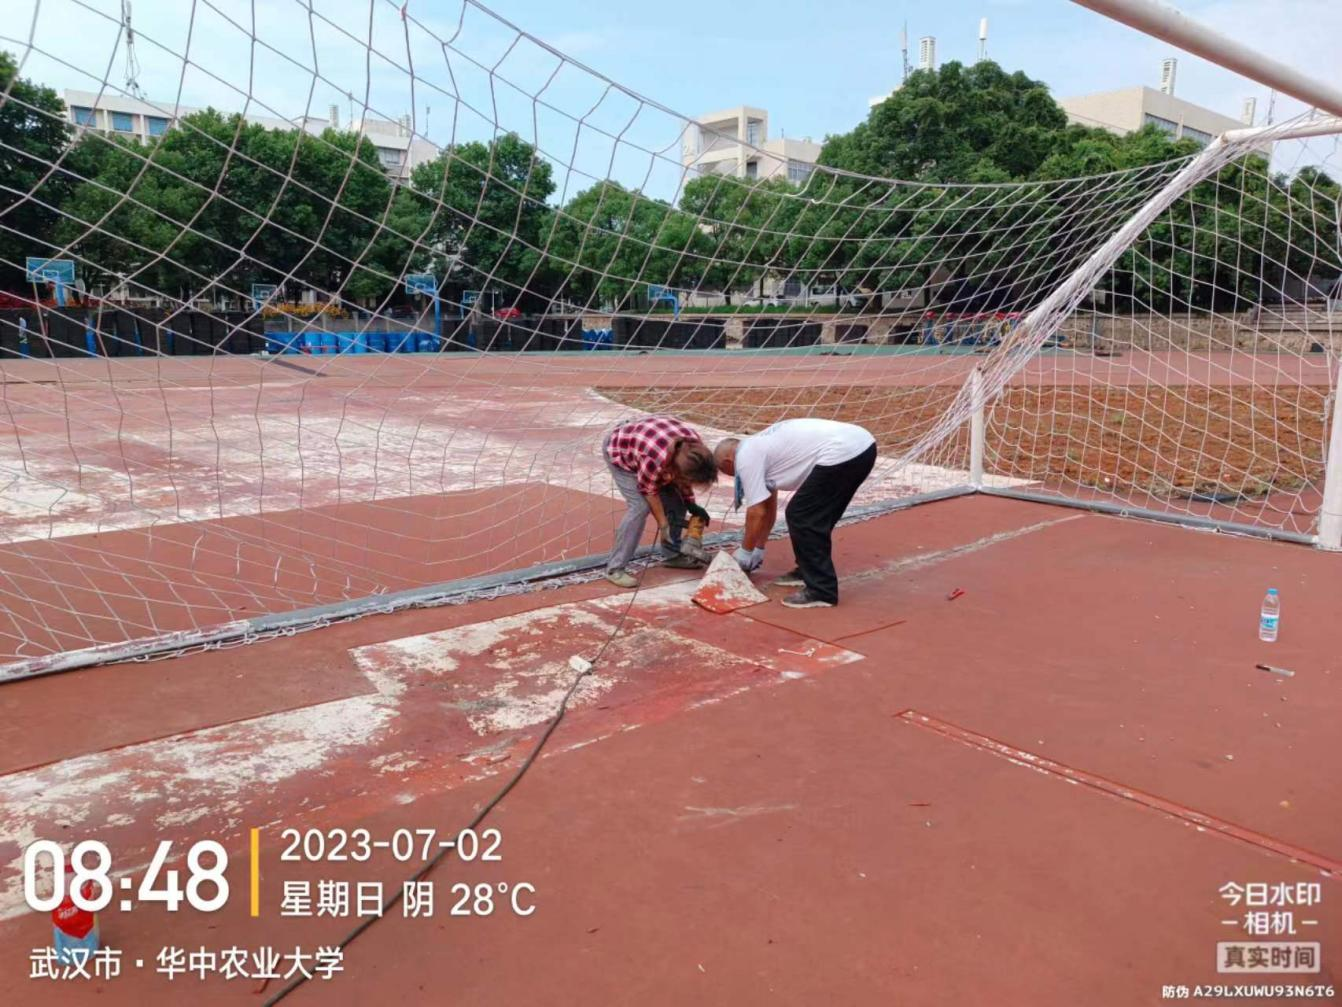 08:48
2023-07-02
星期日 阴 28°C
武汉市·华中农业大学
今日水印
-相机-
真实时间
防伪 A29LXUWU93N6T6